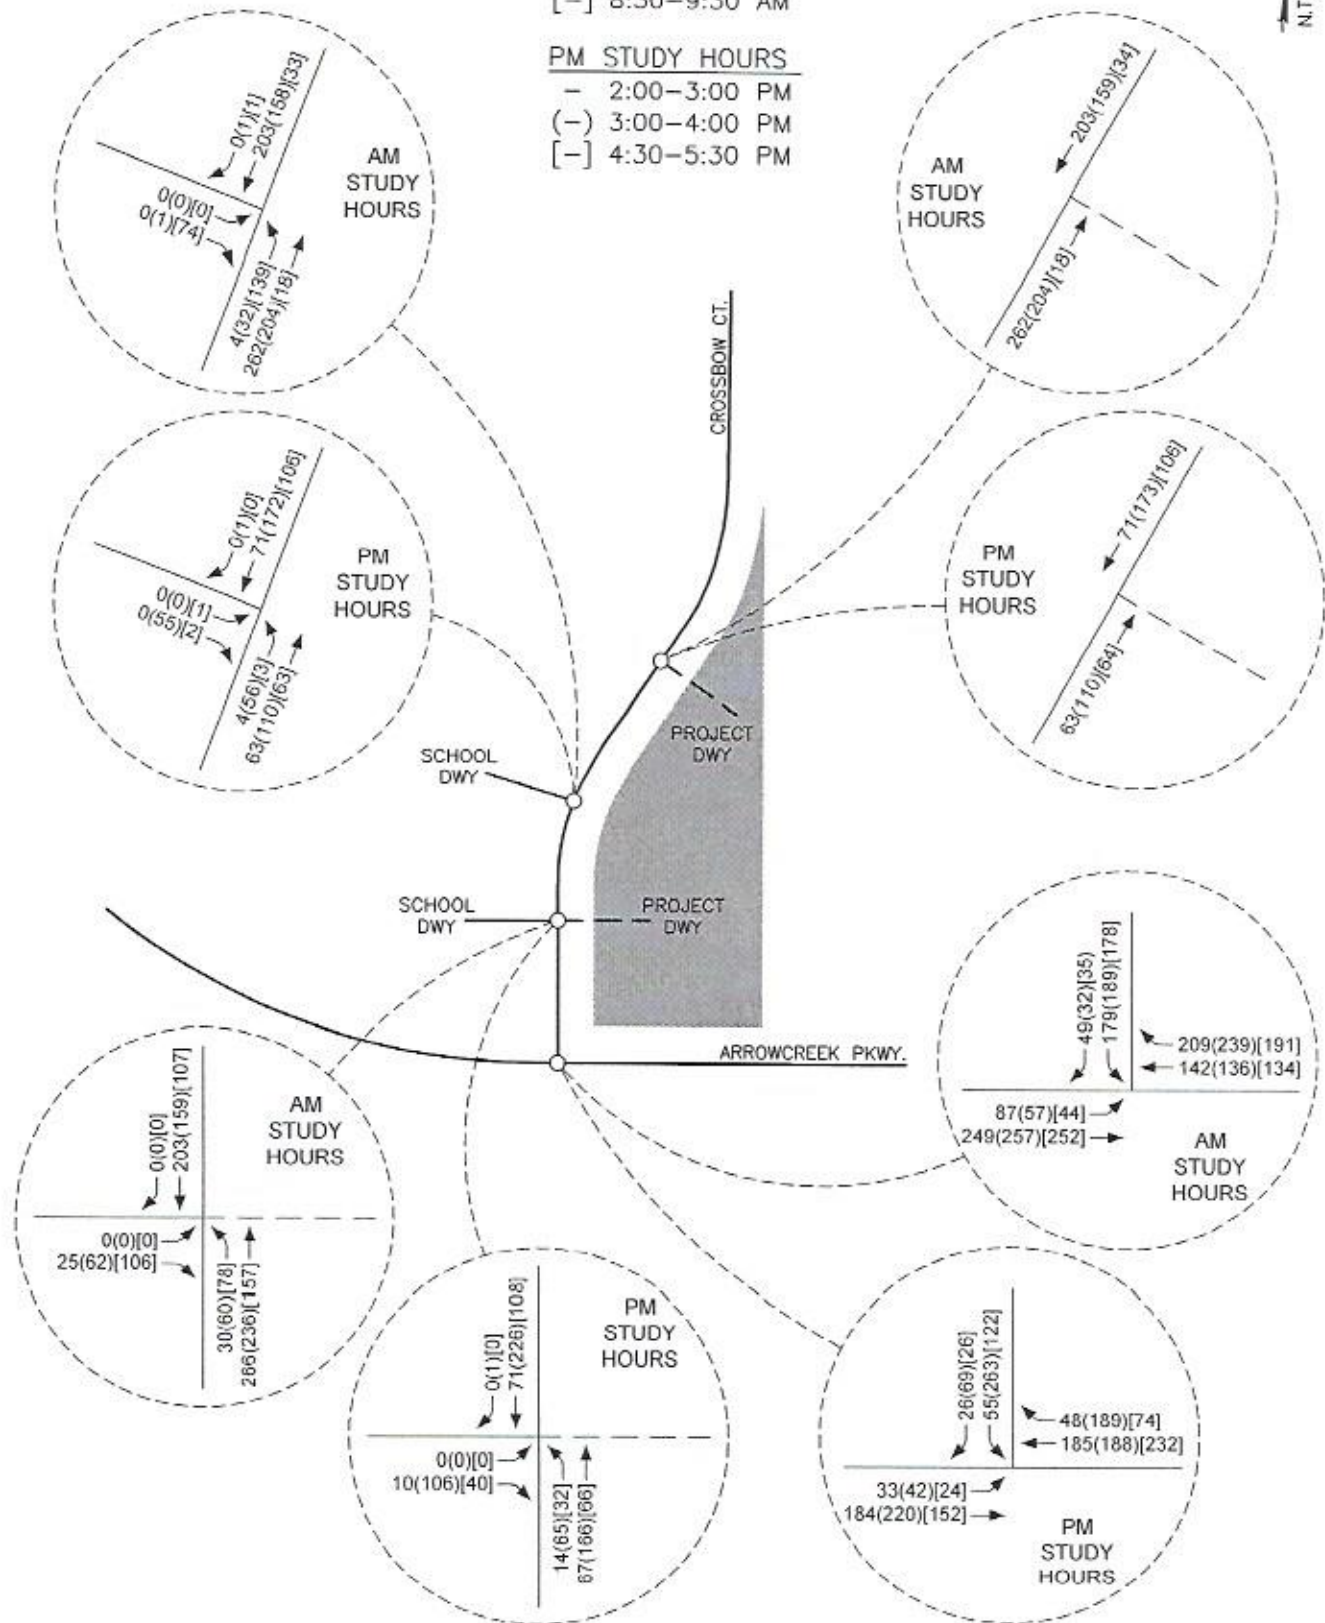 [-] 8:30-9:30 AM
N.T
PM STUDY HOURS
- 2:00-3:00 PM
(-) 3:00-4:00 PM
[-] 4:30-5:30 PM
0(1)[1]
203(158)[33]
AM
STUDY
HOURS
0(0)[0]
0(1)[74]
4(32)[139]
262(204)[18]
203(159)[34]
AM
STUDY
HOURS
262(204)[18]
CROSSBOW CT.
0(1)[0]
71(172)[106]
PM
STUDY
HOURS
0(0)[1]
0(55)[2]
4(56)[3]
63(110)[63]
71(173)[106]
PM
STUDY
HOURS
63(110)[64]
PROJECT
DWY
SCHOOL
DWY
SCHOOL
DWY
PROJECT
DWY
ARROWCREEK PKWY.
49(32)[35)
179(189)[178]
209(239)[191]
142(136)[134]
87(57)[44]
249(257)[252]
AM
STUDY
HOURS
0(0)[0]
203(159)[107]
AM
STUDY
HOURS
0(0)[0]
25(62)[106]
30(60)[78]
266(236)[157]
0(1)[0]
71(226)[108]
PM
STUDY
HOURS
0(0)[0]
10(106)[40]
14(65)[32]
67(166)[66]
26(69)[26]
55(263)[122]
48(189)[74]
185(188)[232]
33(42)[24]
184(220)[152]
PM
STUDY
HOURS